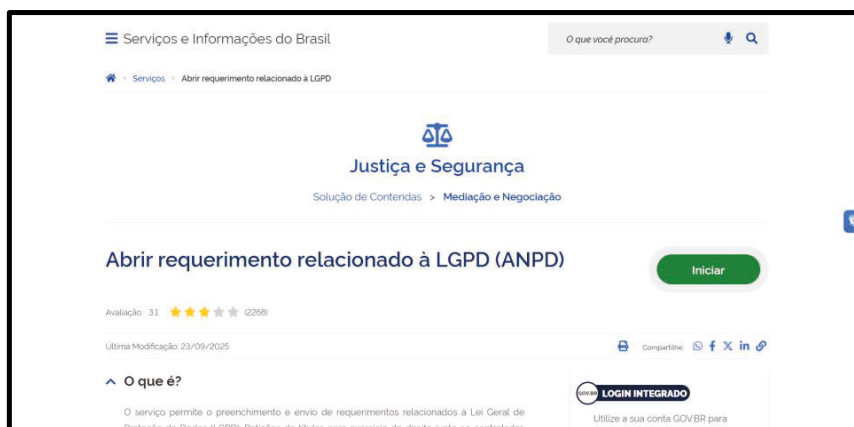 Serviços e Informações do Brasil
O que você procura?
Serviços > Abrir requerimento relacionado à LGPD
Justiça e Segurança
Solução de Contendas > Mediação e Negociação
Abrir requerimento relacionado à LGPD (ANPD)
Iniciar
Avaliação: 3.1 (2268)
Última Modificação: 23/09/2025
Compartilhe:
O que é?
GOV.BR LOGIN INTEGRADO
O serviço permite o preenchimento e envio de requerimentos relacionados à Lei Geral de
Utilize a sua conta GOV.BR para